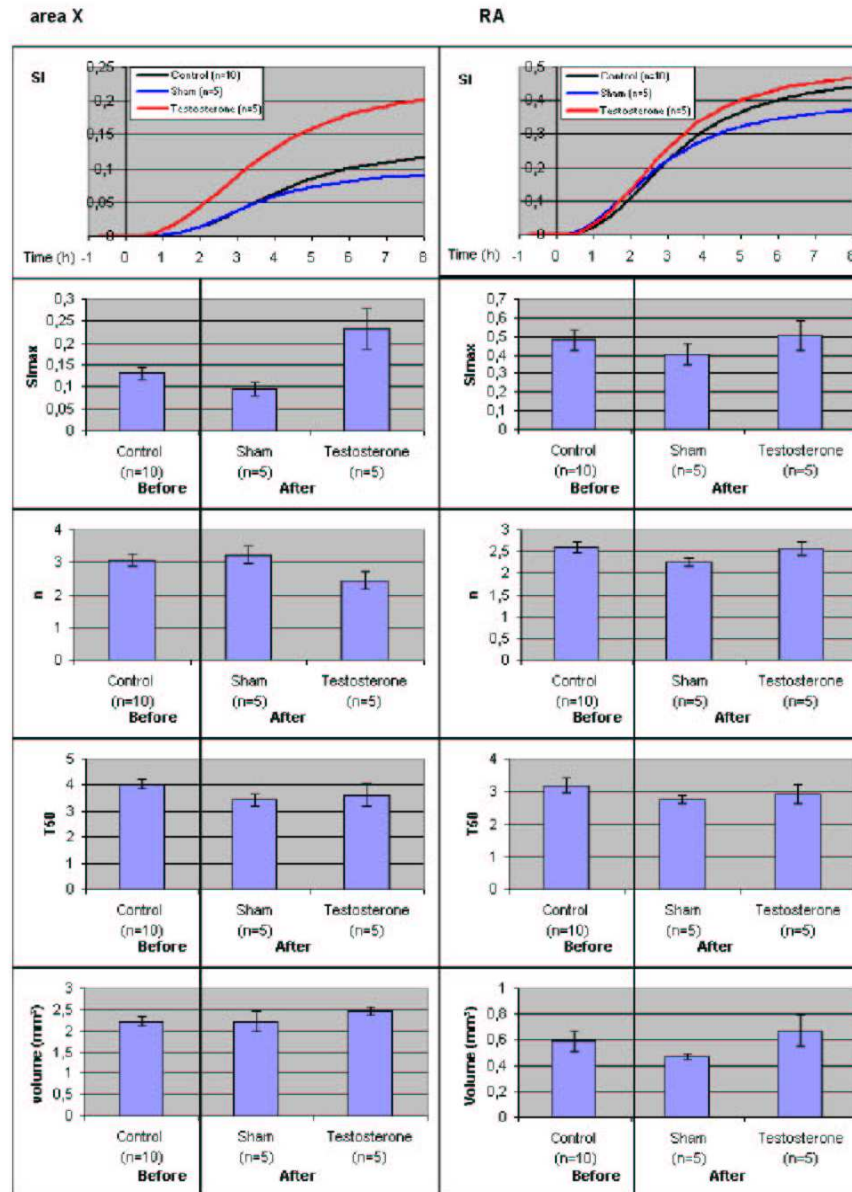 area X
RA
SI
Control (n=10)
Sham (n=5)
Testosterone (n=5)
0,25
0,2
0,15
0,1
0,05
0
Time (h)
-1 0 1 2 3 4 5 6 7 8
SI
Control (n=10)
Sham (n=5)
Testosterone (n=5)
0,5
0,4
0,3
0,2
0,1
0
Time (h)
-1 0 1 2 3 4 5 6 7 8
SImax
0,3
0,25
0,2
0,15
0,1
0,05
0
Control Sham Testosterone
(n=10) (n=5) (n=5)
Before After
SImax
0,7
0,6
0,5
0,4
0,3
0,2
0,1
0
Control Sham Testosterone
(n=10) (n=5) (n=5)
Before After
n
4
3
2
1
0
Control Sham Testosterone
(n=10) (n=5) (n=5)
Before After
n
3
2,5
2
1,5
1
0,5
0
Control Sham Testosterone
(n=10) (n=5) (n=5)
Before After
T50
5
4
3
2
1
0
Control Sham Testosterone
(n=10) (n=5) (n=5)
Before After
T50
4
3
2
1
0
Control Sham Testosterone
(n=10) (n=5) (n=5)
Before After
volume (mm³)
3
2,5
2
1,5
1
0,5
0
Control Sham Testosterone
(n=10) (n=5) (n=5)
Before After
Volume (mm³)
1
0,8
0,6
0,4
0,2
0
Control Sham Testosterone
(n=10) (n=5) (n=5)
Before After